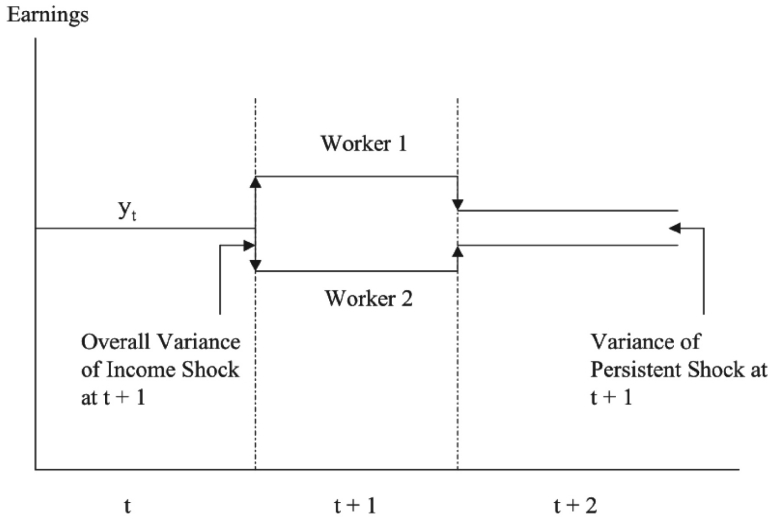 Earnings
Worker 1
yt
Worker 2
Overall Variance
of Income Shock
at t + 1
Variance of
Persistent Shock at
t + 1
t
t + 1
t + 2